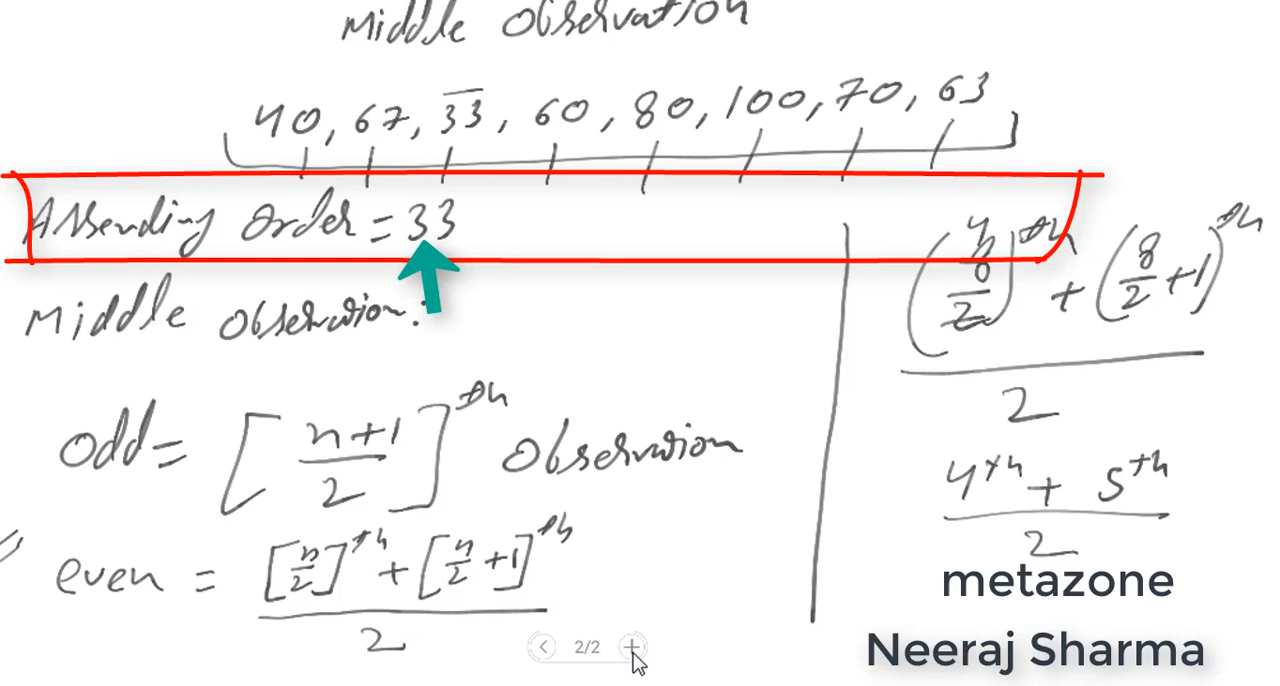 Middle Observation
40, 67, 33, 60, 80, 100, 70, 63
Assending Order = 33
Middle Observation:
Odd = [n+1/2]th Observation
even = [n/2]th + [n/2 +1]th / 2
(8/2)th + (8/2 +1)th / 2
4th + 5th / 2
2/2
metazone
Neeraj Sharma